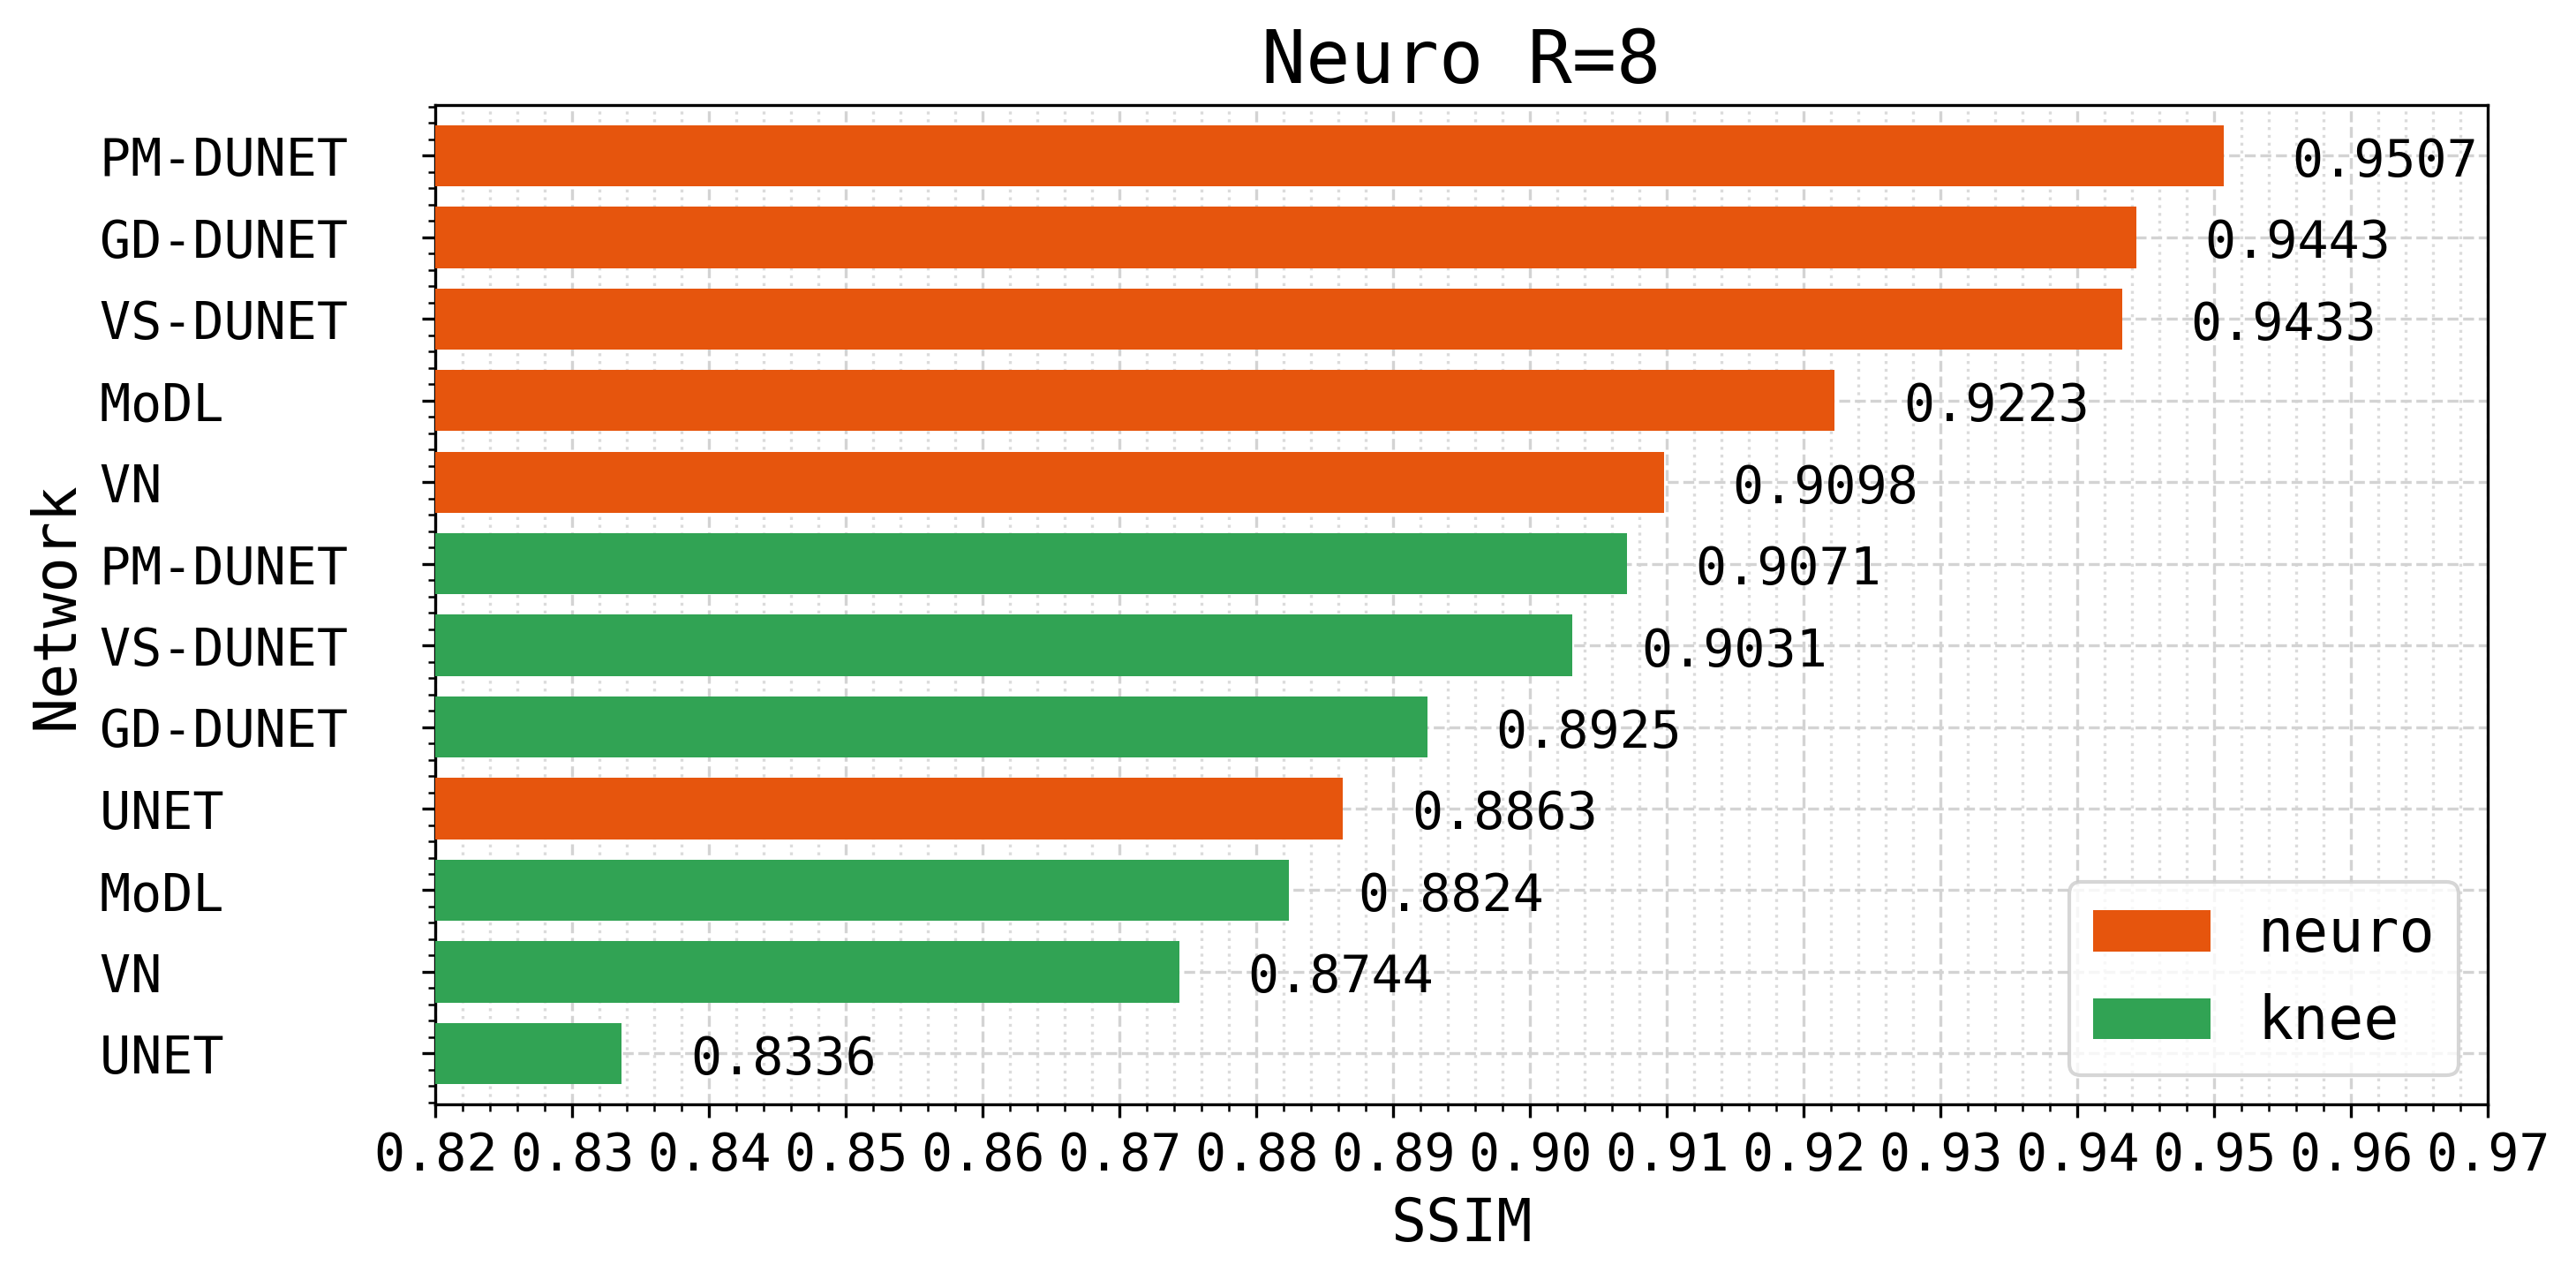 Neuro R=8
Network
PM-DUNET 0.9507
GD-DUNET 0.9443
VS-DUNET 0.9433
MoDL 0.9223
VN 0.9098
PM-DUNET 0.9071
VS-DUNET 0.9031
GD-DUNET 0.8925
UNET 0.8863
MoDL 0.8824
VN 0.8744
UNET 0.8336
neuro
knee
0.82 0.83 0.84 0.85 0.86 0.87 0.88 0.89 0.90 0.91 0.92 0.93 0.94 0.95 0.96 0.97
SSIM